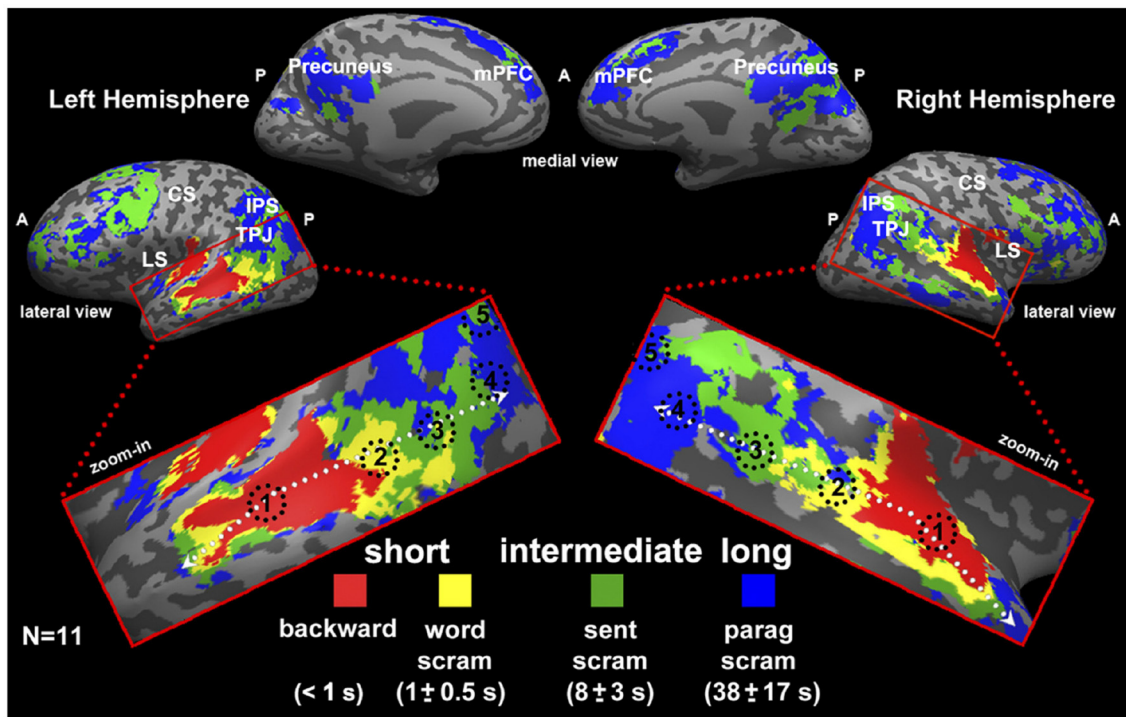 Precuneus
mPFC
P
A
mPFC
Precuneus
P
Left Hemisphere
Right Hemisphere
medial view
CS
IPS
TPJ
LS
A
P
lateral view
CS
IPS
TPJ
LS
P
A
lateral view
zoom-in
1
2
3
4
5
zoom-in
5
4
3
2
1
short intermediate long
backward
word
scram
sent
scram
parag
scram
N=11
(< 1 s) (1± 0.5 s) (8± 3 s) (38± 17 s)